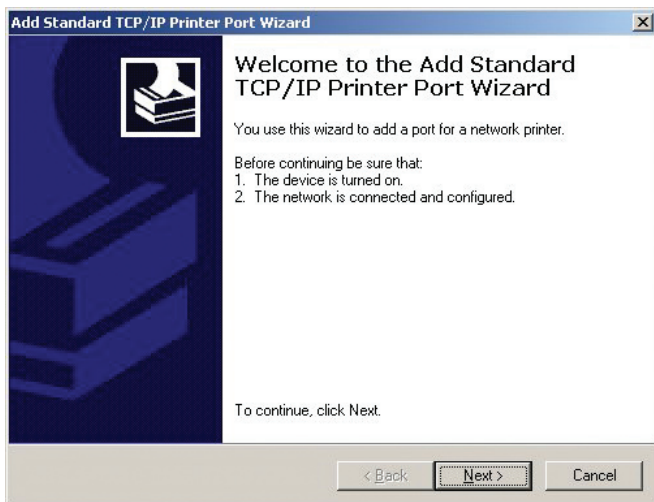 Add Standard TCP/IP Printer Port Wizard
Welcome to the Add Standard
TCP/IP Printer Port Wizard
You use this wizard to add a port for a network printer.
Before continuing be sure that:
1. The device is turned on.
2. The network is connected and configured.
To continue, click Next.
< Back Next > Cancel